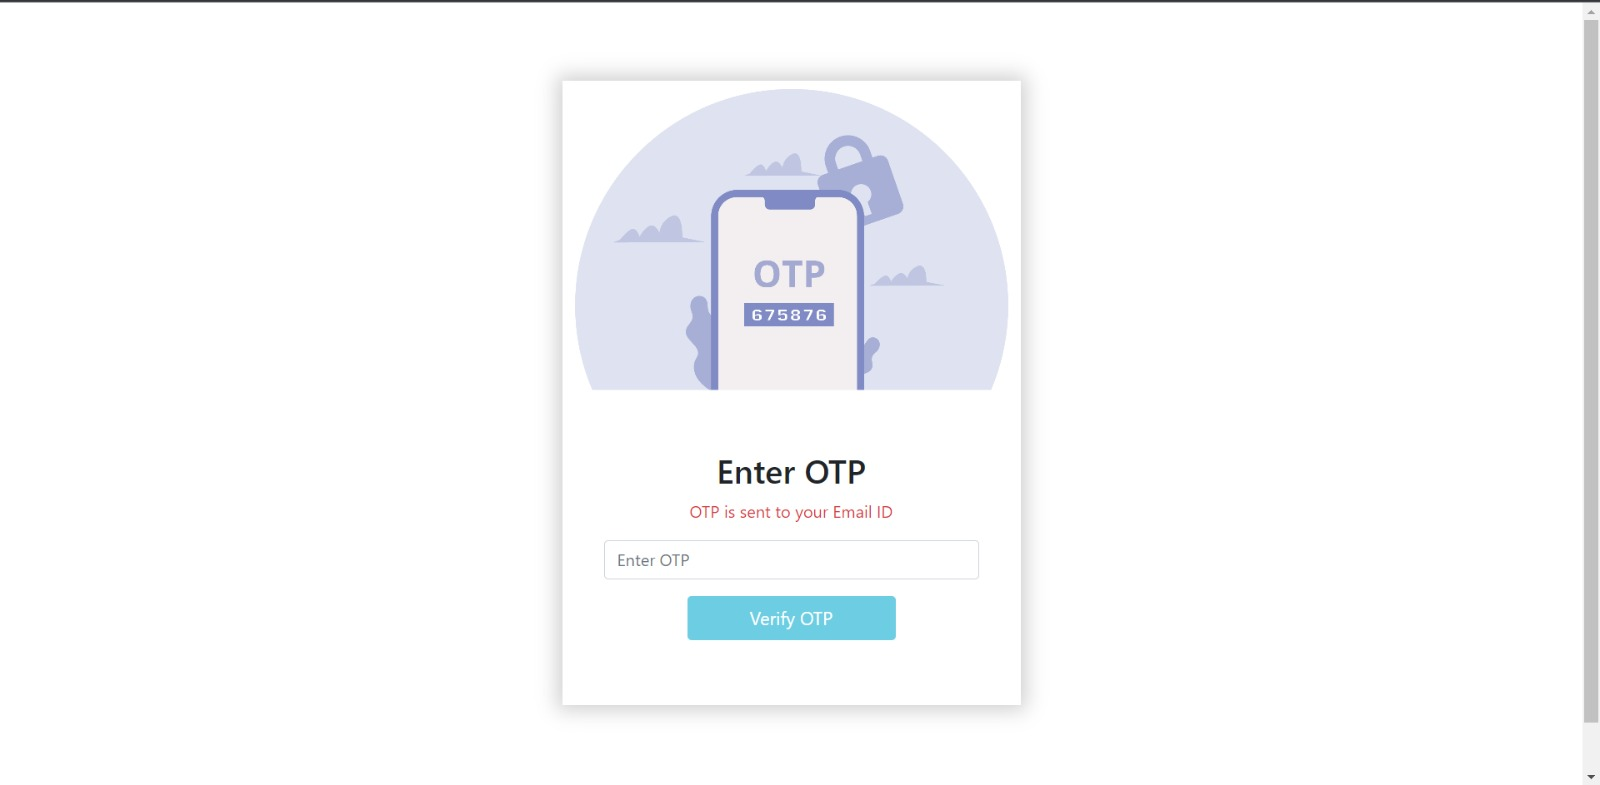 OTP
675876
Enter OTP
OTP is sent to your Email ID
Enter OTP
Verify OTP